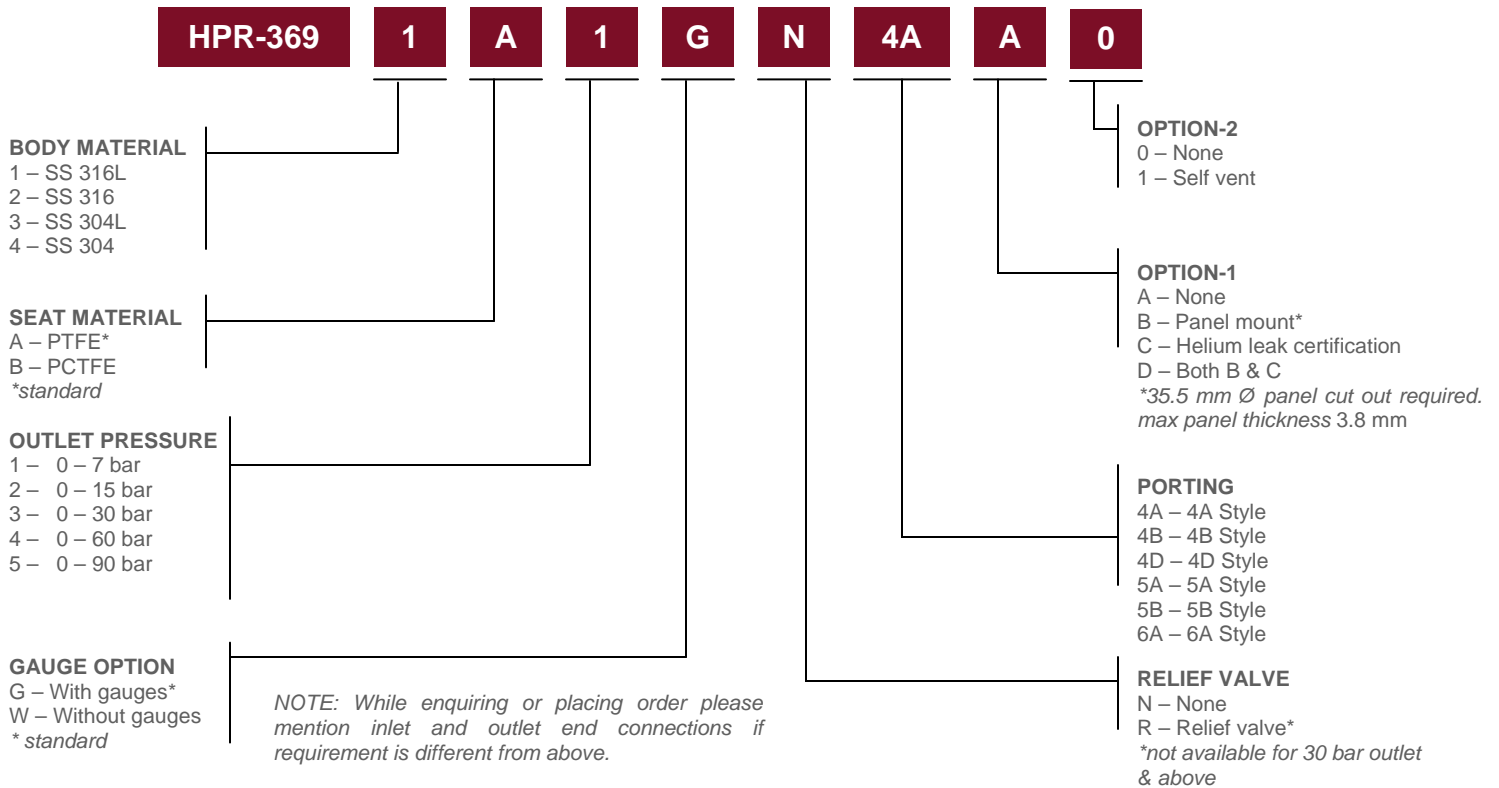 HPR-369 1 A 1 G N 4A A 0
BODY MATERIAL
1 – SS 316L
2 – SS 316
3 – SS 304L
4 – SS 304
SEAT MATERIAL
A – PTFE*
B – PCTFE
*standard
OUTLET PRESSURE
1 – 0 – 7 bar
2 – 0 – 15 bar
3 – 0 – 30 bar
4 – 0 – 60 bar
5 – 0 – 90 bar
GAUGE OPTION
G – With gauges*
W – Without gauges
* standard
NOTE: While enquiring or placing order please
mention inlet and outlet end connections if
requirement is different from above.
OPTION-2
0 – None
1 – Self vent
OPTION-1
A – None
B – Panel mount*
C – Helium leak certification
D – Both B & C
*35.5 mm Ø panel cut out required.
max panel thickness 3.8 mm
PORTING
4A – 4A Style
4B – 4B Style
4D – 4D Style
5A – 5A Style
5B – 5B Style
6A – 6A Style
RELIEF VALVE
N – None
R – Relief valve*
*not available for 30 bar outlet
& above